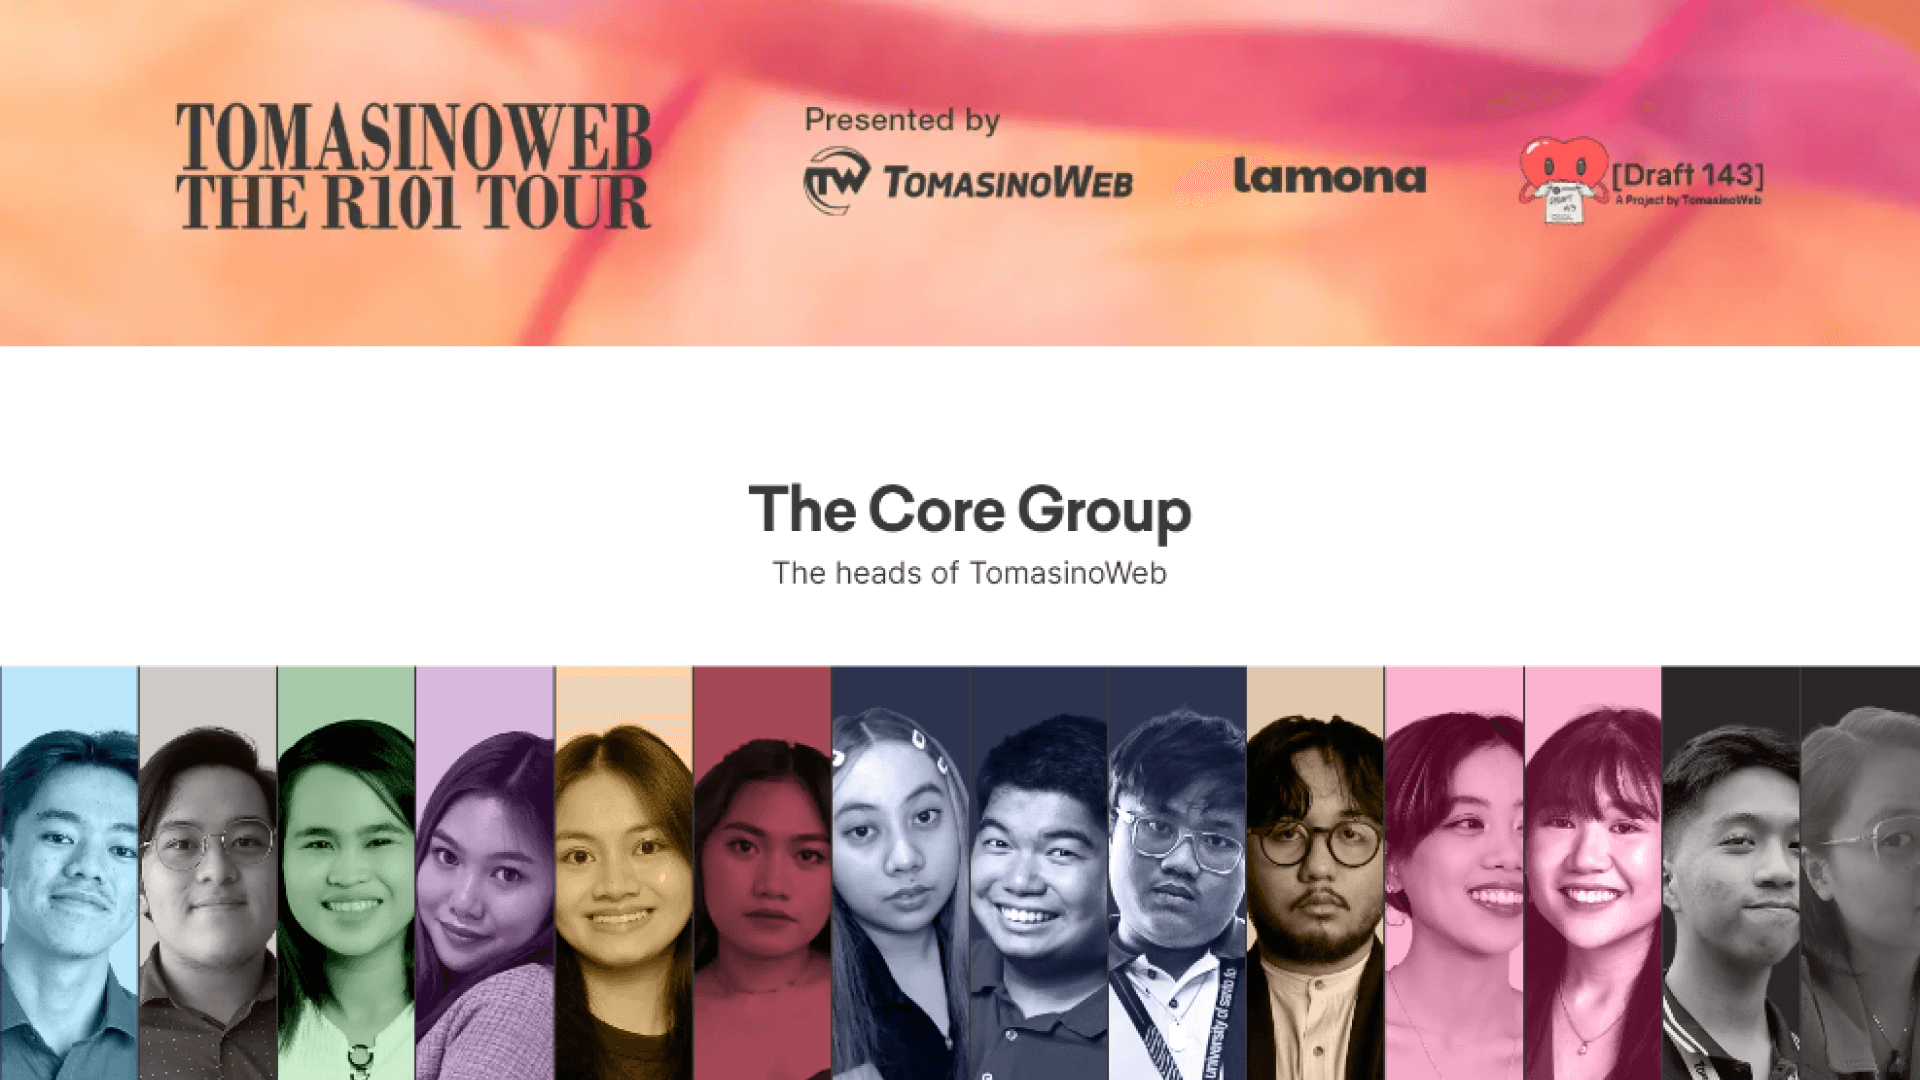 TOMASINOWEB
THE R101 TOUR
Presented by
TW TOMASINOWEB
lamona
[Draft 143]
A Project by TomasinoWeb
The Core Group
The heads of TomasinoWeb
university of santo to